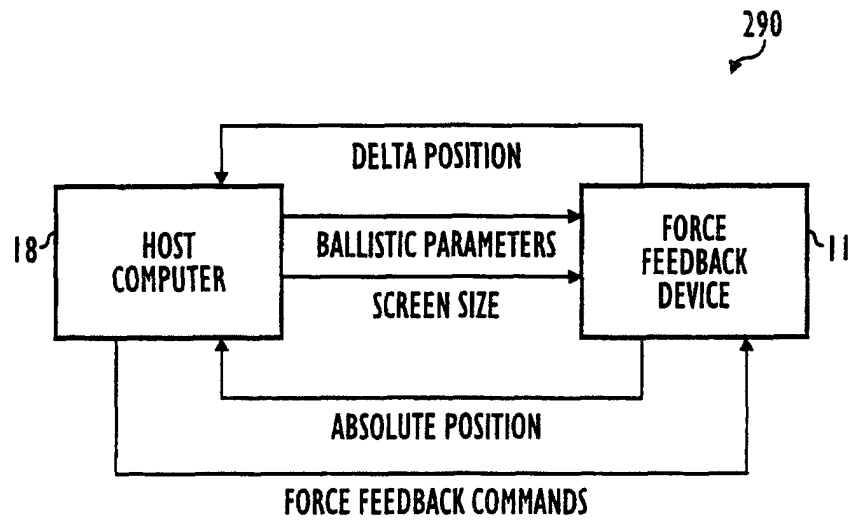 290
DELTA POSITION
18
HOST
COMPUTER
BALLISTIC PARAMETERS
SCREEN SIZE
FORCE
FEEDBACK
DEVICE
11
ABSOLUTE POSITION
FORCE FEEDBACK COMMANDS